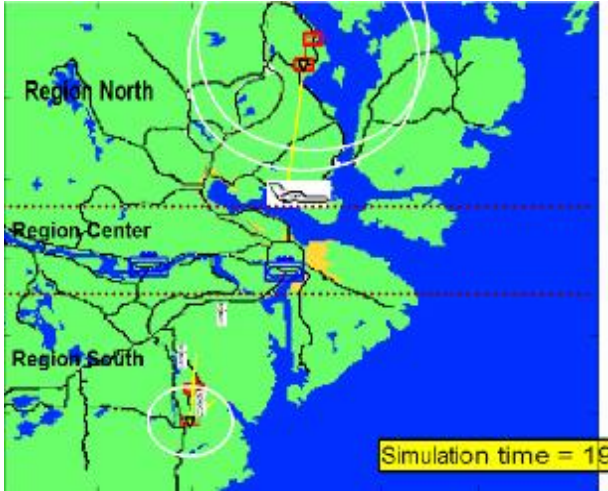 Region North
Region Center
Region South
Simulation time = 19